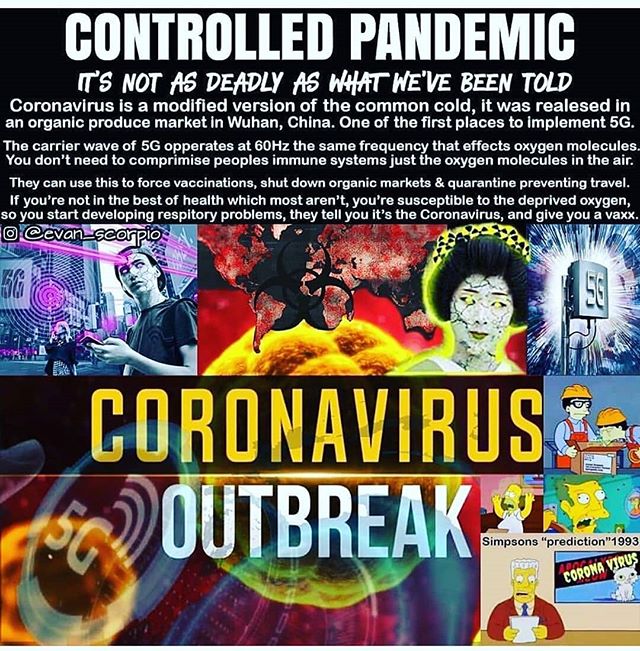 CONTROLLED PANDEMIC
IT'S NOT AS DEADLY AS WHAT WE'VE BEEN TOLD
Coronavirus is a modified version of the common cold, it was realesed in
an organic produce market in Wuhan, China. One of the first places to implement 5G.
The carrier wave of 5G opperates at 60Hz the same frequency that effects oxygen molecules.
You don't need to comprimise peoples immune systems just the oxygen molecules in the air.
They can use this to force vaccinations, shut down organic markets & quarantine preventing travel.
If you're not in the best of health which most aren't, you're susceptible to the deprived oxygen,
so you start developing respitory problems, they tell you it's the Coronavirus, and give you a vaxx.
@evan_scorpio
5G
5G
CORONAVIRUS
OUTBREAK
5G
Simpsons "prediction"1993
CORONA VIRUS